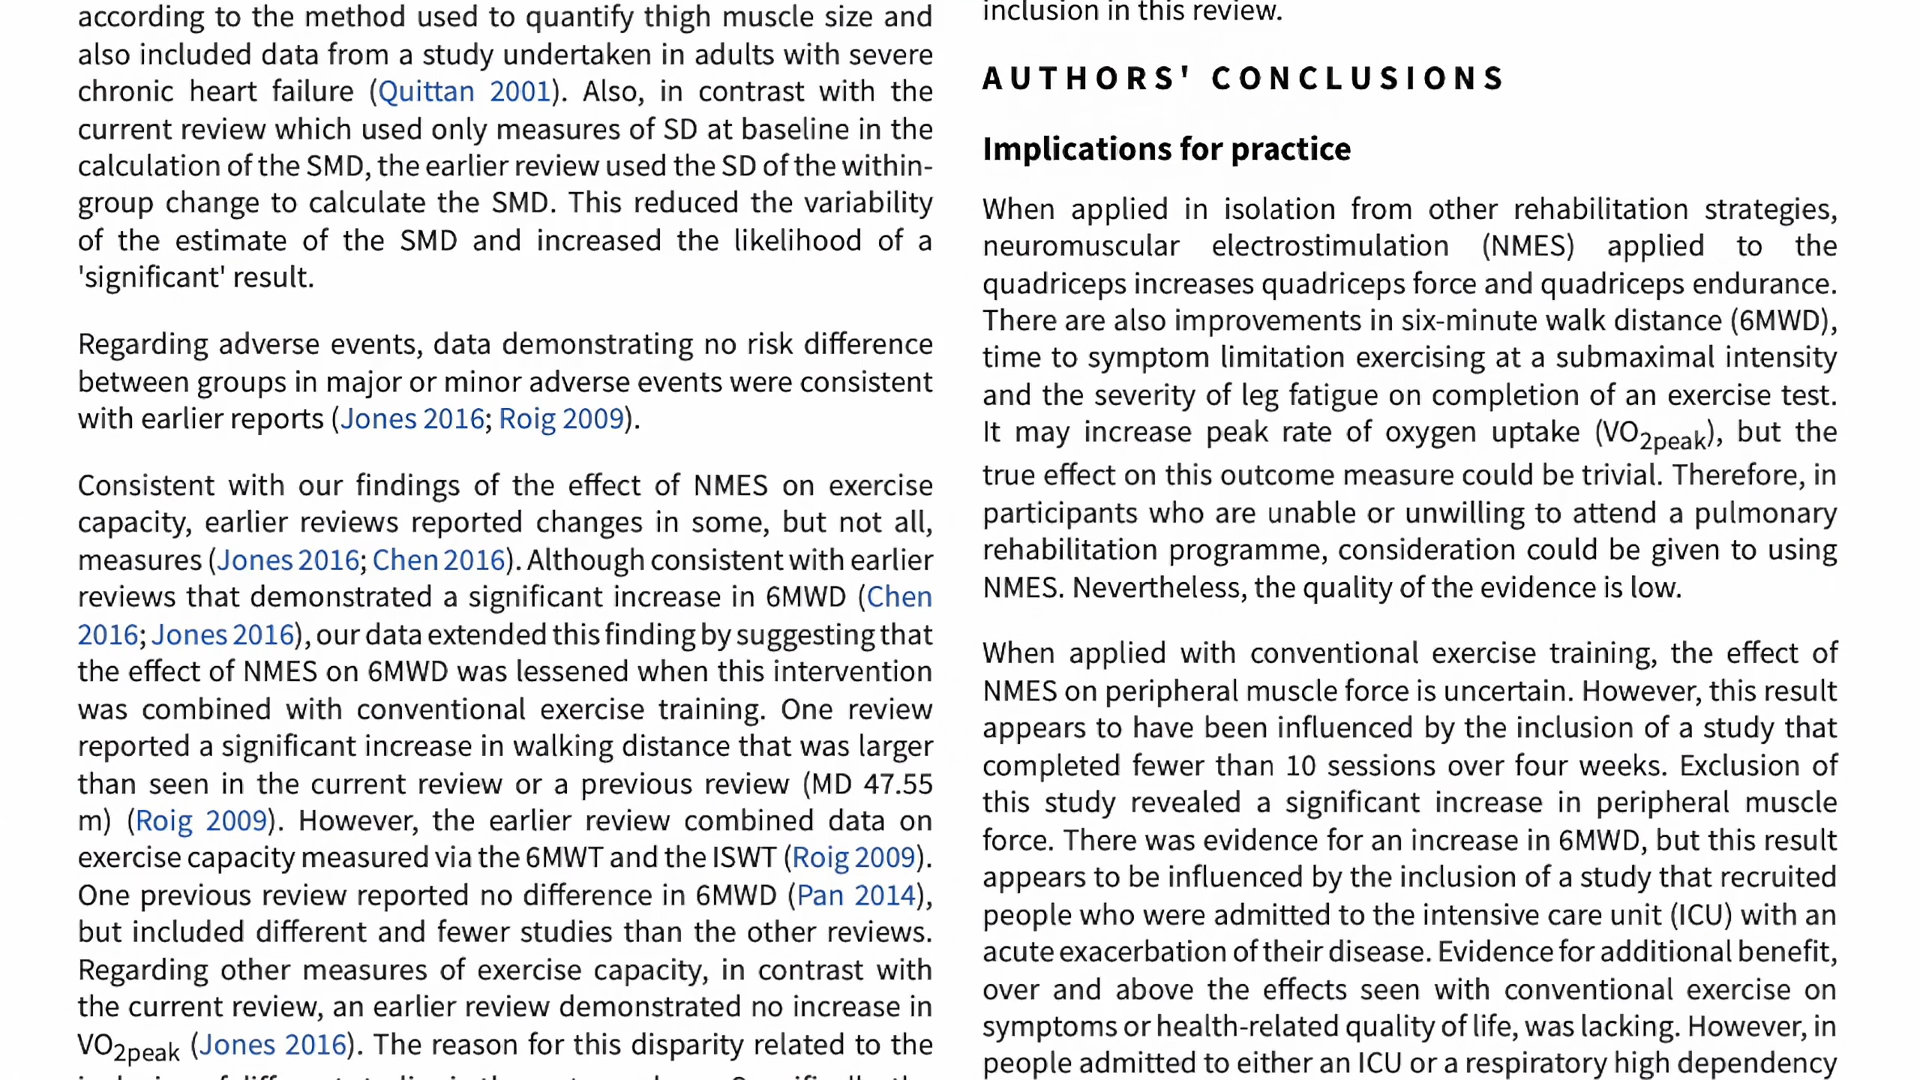 according to the method used to quantify thigh muscle size and
also included data from a study undertaken in adults with severe
chronic heart failure (Quittan 2001). Also, in contrast with the
current review which used only measures of SD at baseline in the
calculation of the SMD, the earlier review used the SD of the within-
group change to calculate the SMD. This reduced the variability
of the estimate of the SMD and increased the likelihood of a
'significant' result.
Regarding adverse events, data demonstrating no risk difference
between groups in major or minor adverse events were consistent
with earlier reports (Jones 2016; Roig 2009).
Consistent with our findings of the effect of NMES on exercise
capacity, earlier reviews reported changes in some, but not all,
measures (Jones 2016; Chen 2016). Although consistent with earlier
reviews that demonstrated a significant increase in 6MWD (Chen
2016; Jones 2016), our data extended this finding by suggesting that
the effect of NMES on 6MWD was lessened when this intervention
was combined with conventional exercise training. One review
reported a significant increase in walking distance that was larger
than seen in the current review or a previous review (MD 47.55
m) (Roig 2009). However, the earlier review combined data on
exercise capacity measured via the 6MWT and the ISWT (Roig 2009).
One previous review reported no difference in 6MWD (Pan 2014),
but included different and fewer studies than the other reviews.
Regarding other measures of exercise capacity, in contrast with
the current review, an earlier review demonstrated no increase in
VO2peak (Jones 2016). The reason for this disparity related to the
inclusion in this review.
AUTHORS' CONCLUSIONS
Implications for practice
When applied in isolation from other rehabilitation strategies,
neuromuscular electrostimulation (NMES) applied to the
quadriceps increases quadriceps force and quadriceps endurance.
There are also improvements in six-minute walk distance (6MWD),
time to symptom limitation exercising at a submaximal intensity
and the severity of leg fatigue on completion of an exercise test.
It may increase peak rate of oxygen uptake (VO2peak), but the
true effect on this outcome measure could be trivial. Therefore, in
participants who are unable or unwilling to attend a pulmonary
rehabilitation programme, consideration could be given to using
NMES. Nevertheless, the quality of the evidence is low.
When applied with conventional exercise training, the effect of
NMES on peripheral muscle force is uncertain. However, this result
appears to have been influenced by the inclusion of a study that
completed fewer than 10 sessions over four weeks. Exclusion of
this study revealed a significant increase in peripheral muscle
force. There was evidence for an increase in 6MWD, but this result
appears to be influenced by the inclusion of a study that recruited
people who were admitted to the intensive care unit (ICU) with an
acute exacerbation of their disease. Evidence for additional benefit,
over and above the effects seen with conventional exercise on
symptoms or health-related quality of life, was lacking. However, in
people admitted to either an ICU or a respiratory high dependency